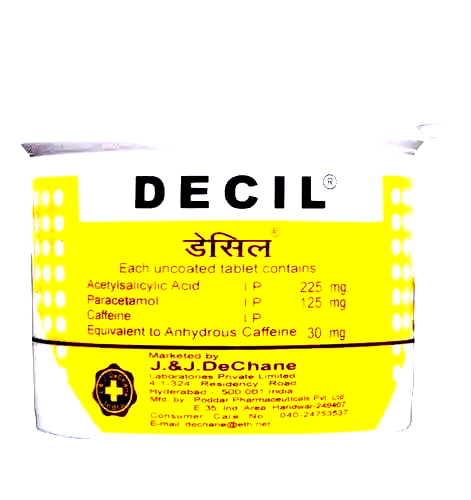 DECIL®
डेसिल®
Each uncoated tablet contains
Acetylsalicylic Acid I P 225 mg.
Paracetamol I P 125 mg.
Caffeine I P
Equivalent to Anhydrous Caffeine 30 mg
Marketed by
J.&J.DeChane
Laboratories Private Limited
4 1-324 Residency Road
Hyderabad - 500 001 India
Mfd by Poddar Pharmaceuticals Pvt Ltd
E 35 Ind Area Haridwar-249407
Consumer Care No 040-24753537
E-mail dechane@eth.net